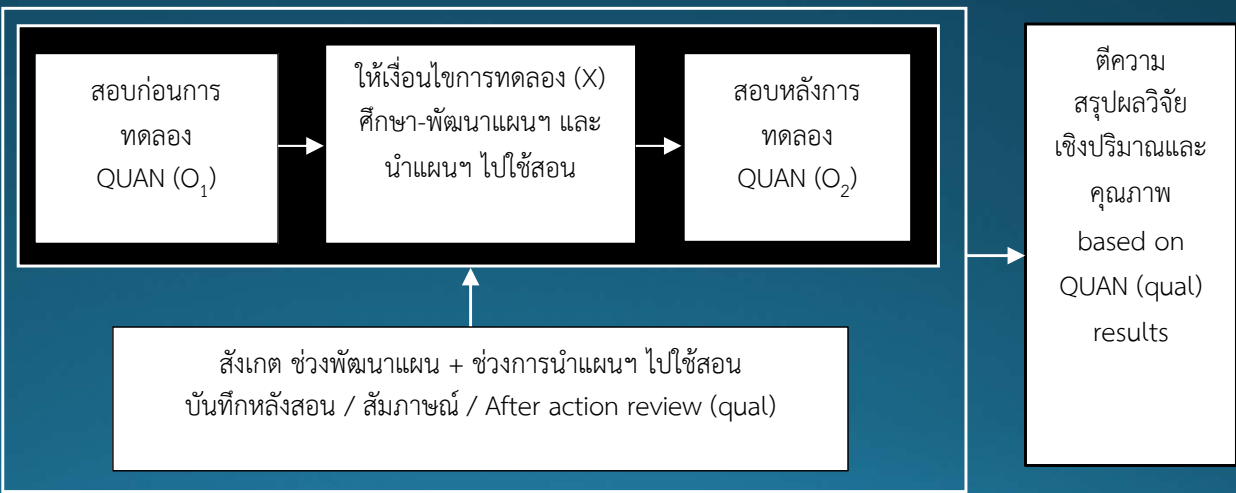 สอบก่อนการ
ทดลอง
QUAN (O₁)
ให้เงื่อนไขการทดลอง (X)
ศึกษา-พัฒนาแผนฯ และ
นำแผนฯ ไปใช้สอน
สอบหลังการ
ทดลอง
QUAN (O₂)
สังเกต ช่วงพัฒนาแผน + ช่วงการนำแผนฯ ไปใช้สอน
บันทึกหลังสอน / สัมภาษณ์ / After action review (qual)
ตีความ
สรุปผลวิจัย
เชิงปริมาณและ
คุณภาพ
based on
QUAN (qual)
results